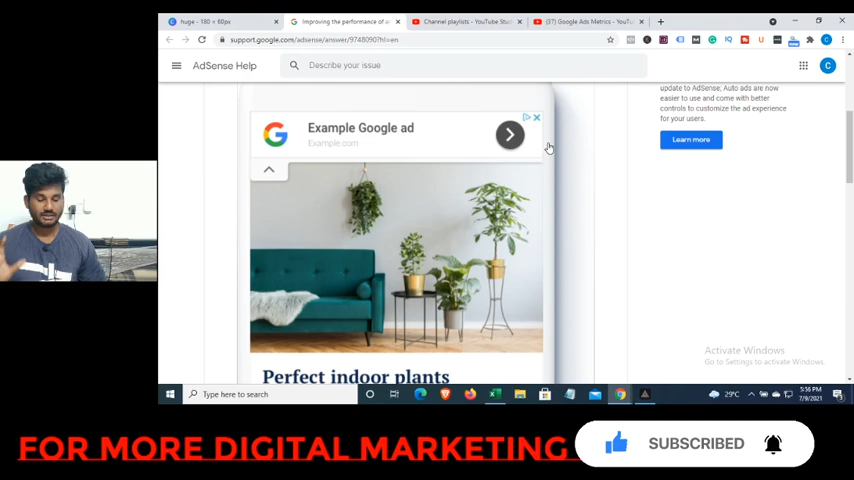 huge - 180 × 60px
Improving the performance of a
Channel playlists - YouTube Stud
(37) Google Ads Metrics - YouTu
support.google.com/adsense/answer/9748090?hl=en
AdSense Help
Describe your issue
C
update to AdSense; Auto ads are now
easier to use and come with better
controls to customize the ad experience
for your users.
Learn more
Example Google ad
Example.com
Perfect indoor plants
Activate Windows
Go to Settings to activate Windows.
Type here to search
29°C
5:56 PM
7/9/2021
FOR MORE DIGITAL MARKETING
SUBSCRIBED